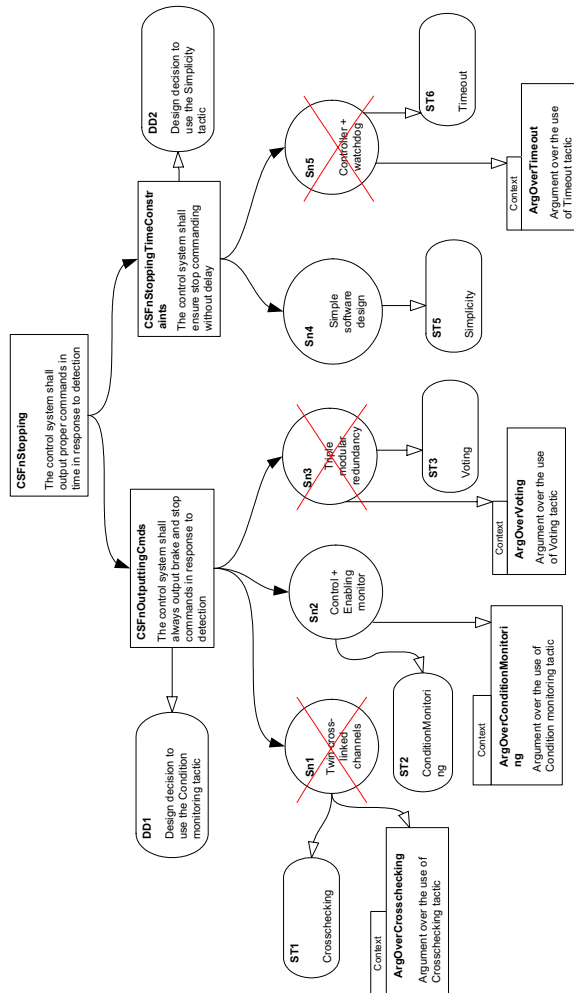 CSFnStopping
The control system shall
output proper commands in
time in response to detection
CSFnOutputtingCmds
The control system shall
always output brake and stop
commands in response to
detection
CSFnStoppingTimeConstr
aints
The control system shall
ensure stop commanding
without delay
DD1
Design decision to
use the Condition
monitoring tactic
DD2
Design decision to
use the Simplicity
tactic
Sn1
Twin cross-
linked
channels
Sn2
Control +
Enabling
monitor
Sn3
Triple
modular
redundancy
Sn4
Simple
software
design
Sn5
Controller +
watchdog
ST1
Crosschecking
ST2
ConditionMonitori
ng
ST3
Voting
ST5
Simplicity
ST6
Timeout
Context
ArgOverCrosschecking
Argument over the use of
Crosschecking tactic
Context
ArgOverConditionMonitori
ng
Argument over the use of
Condition monitoring tactic
Context
ArgOverVoting
Argument over the use
of Voting tactic
Context
ArgOverTimeout
Argument over the use
of Timeout tactic